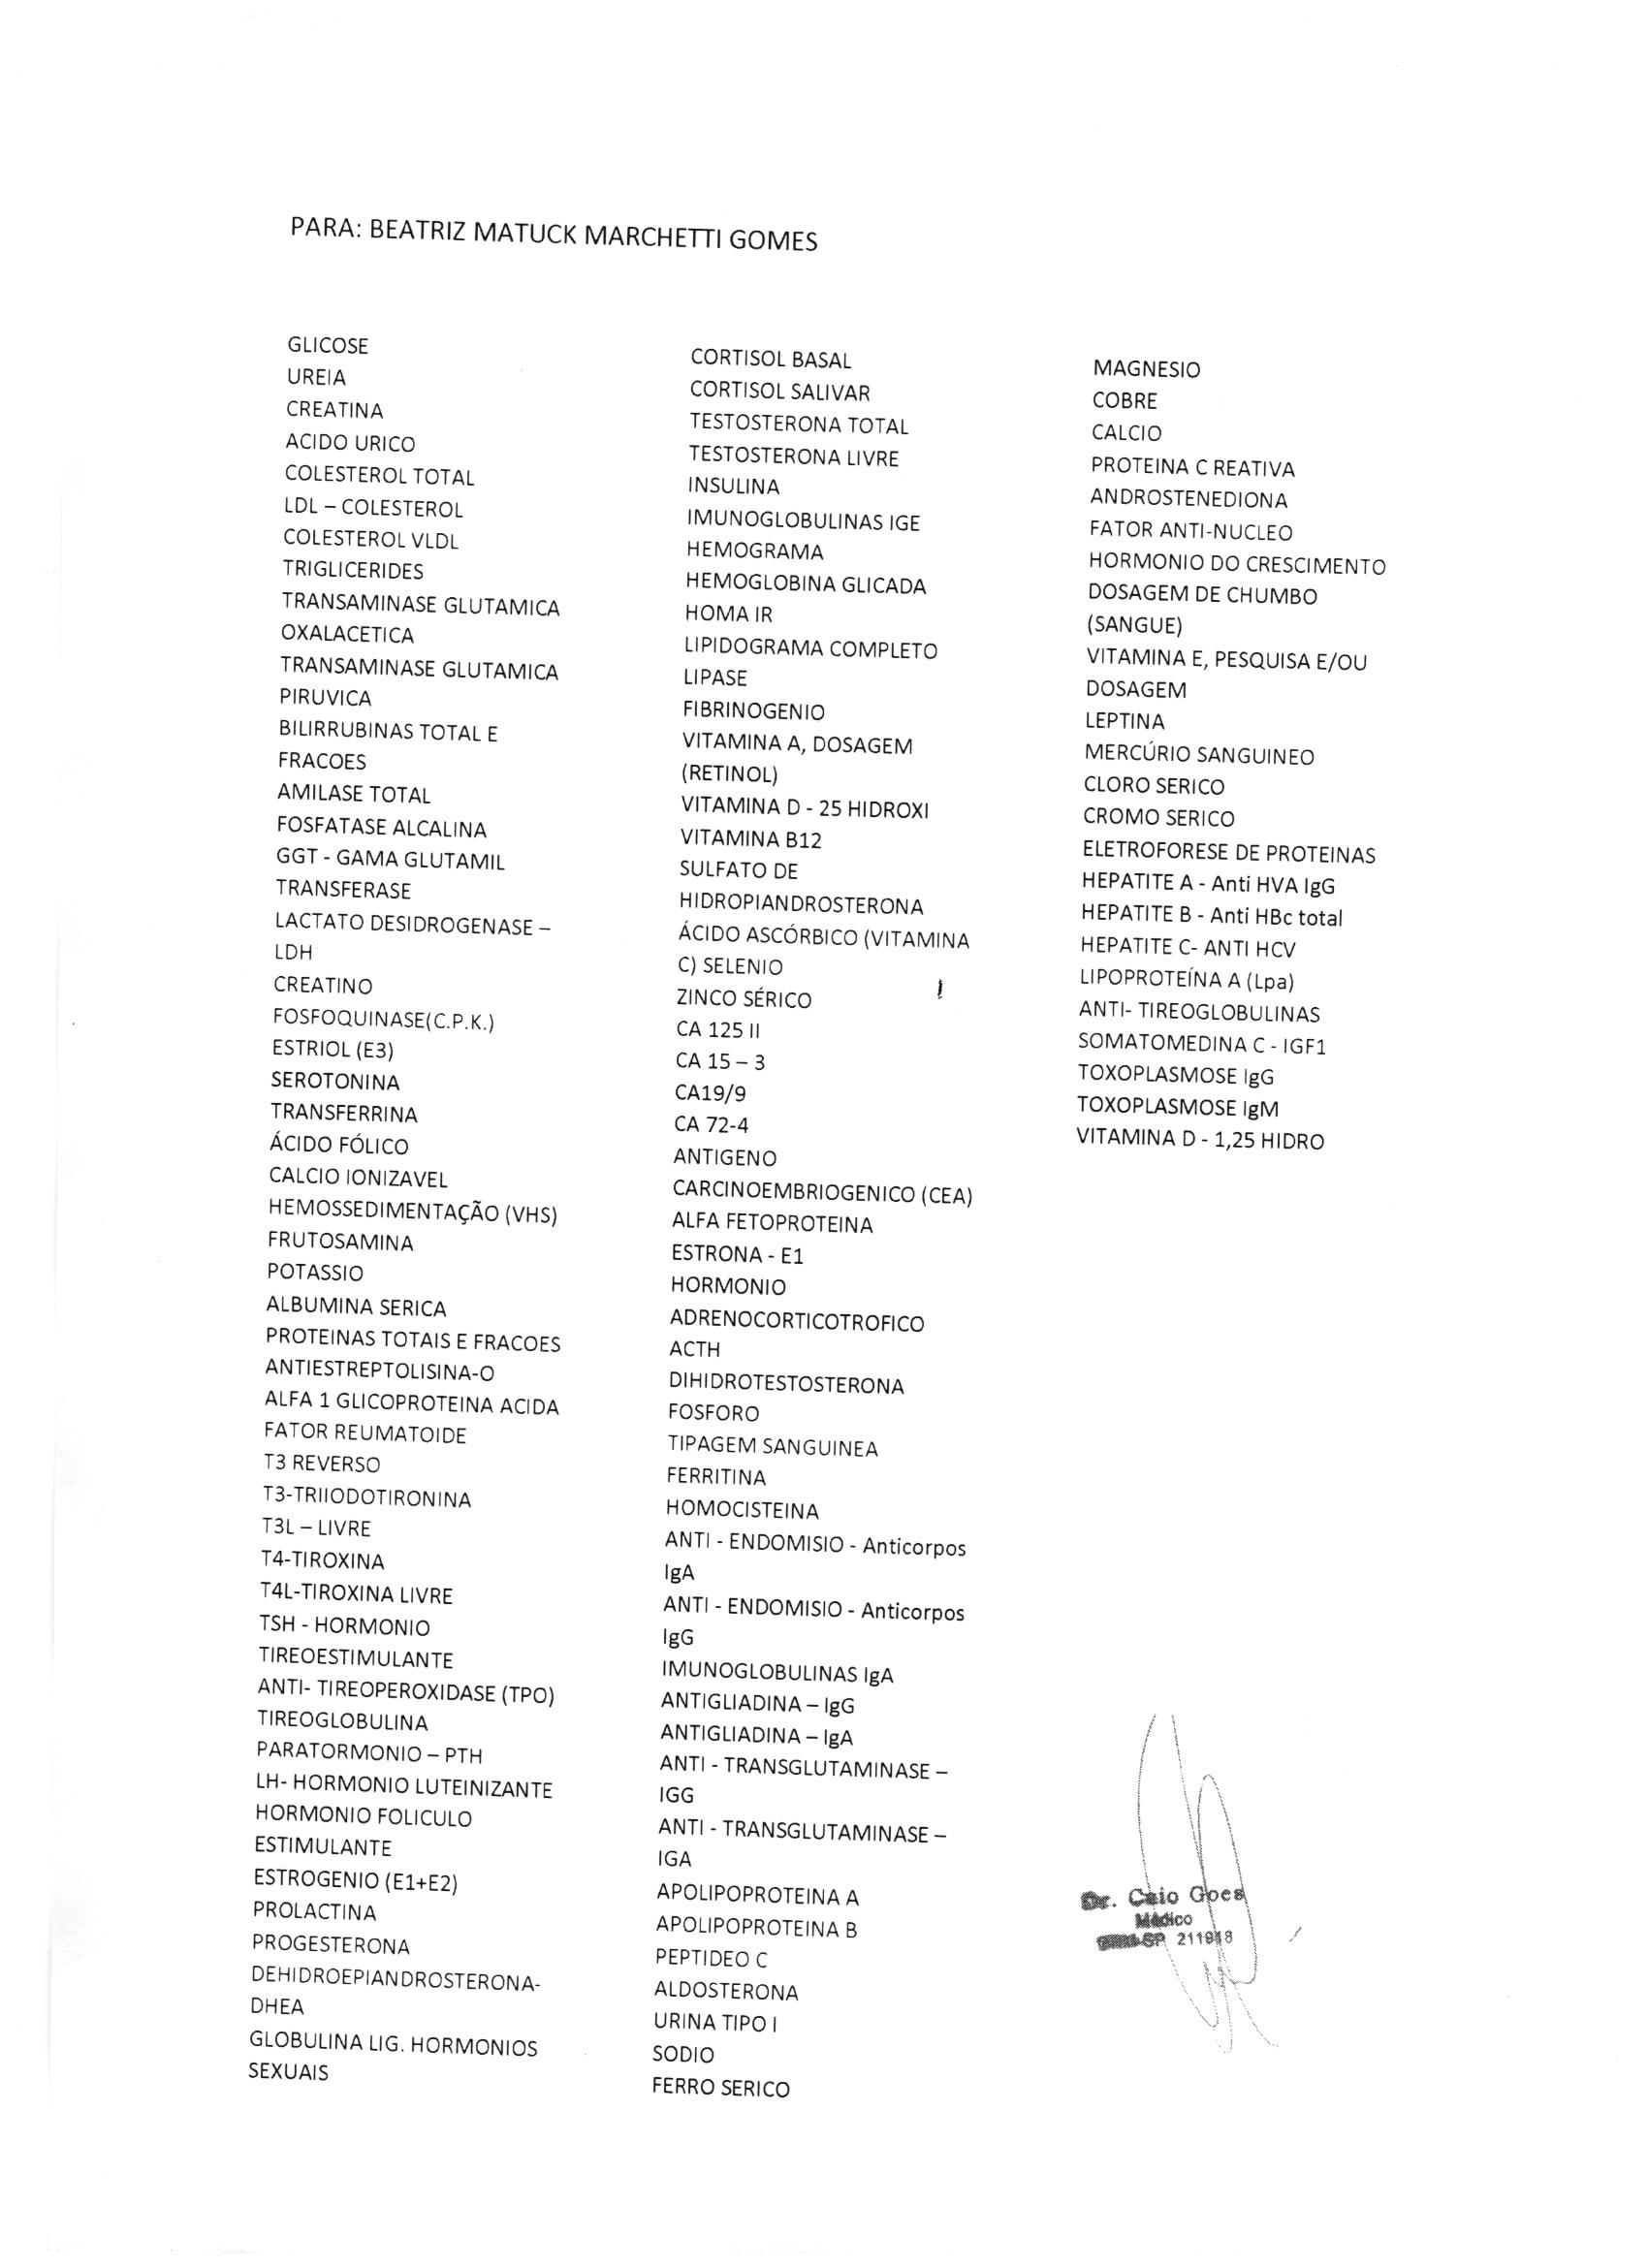 PARA: BEATRIZ MATUCK MARCHETTI GOMES
GLICOSE
UREIA
CREATINA
ACIDO URICO
COLESTEROL TOTAL
LDL – COLESTEROL
COLESTEROL VLDL
TRIGLICERIDES
TRANSAMINASE GLUTAMICA
OXALACETICA
TRANSAMINASE GLUTAMICA
PIRUVICA
BILIRRUBINAS TOTAL E
FRACOES
AMILASE TOTAL
FOSFATASE ALCALINA
GGT - GAMA GLUTAMIL
TRANSFERASE
LACTATO DESIDROGENASE –
LDH
CREATINO
FOSFOQUINASE(C.P.K.)
ESTRIOL (E3)
SEROTONINA
TRANSFERRINA
ÁCIDO FÓLICO
CALCIO IONIZAVEL
HEMOSSEDIMENTAÇÃO (VHS)
FRUTOSAMINA
POTASSIO
ALBUMINA SERICA
PROTEINAS TOTAIS E FRACOES
ANTIESTREPTOLISINA-O
ALFA 1 GLICOPROTEINA ACIDA
FATOR REUMATOIDE
T3 REVERSO
T3-TRIIODOTIRONINA
T3L – LIVRE
T4-TIROXINA
T4L-TIROXINA LIVRE
TSH - HORMONIO
TIREOESTIMULANTE
ANTI- TIREOPEROXIDASE (TPO)
TIREOGLOBULINA
PARATORMONIO – PTH
LH- HORMONIO LUTEINIZANTE
HORMONIO FOLICULO
ESTIMULANTE
ESTROGENIO (E1+E2)
PROLACTINA
PROGESTERONA
DEHIDROEPIANDROSTERONA-
DHEA
GLOBULINA LIG. HORMONIOS
SEXUAIS
CORTISOL BASAL
CORTISOL SALIVAR
TESTOSTERONA TOTAL
TESTOSTERONA LIVRE
INSULINA
IMUNOGLOBULINAS IGE
HEMOGRAMA
HEMOGLOBINA GLICADA
HOMA IR
LIPIDOGRAMA COMPLETO
LIPASE
FIBRINOGENIO
VITAMINA A, DOSAGEM
(RETINOL)
VITAMINA D - 25 HIDROXI
VITAMINA B12
SULFATO DE
HIDROPIANDROSTERONA
ÁCIDO ASCÓRBICO (VITAMINA
C) SELENIO
ZINCO SÉRICO
CA 125 II
CA 15 – 3
CA19/9
CA 72-4
ANTIGENO
CARCINOEMBRIOGENICO (CEA)
ALFA FETOPROTEINA
ESTRONA - E1
HORMONIO
ADRENOCORTICOTROFICO
ACTH
DIHIDROTESTOSTERONA
FOSFORO
TIPAGEM SANGUINEA
FERRITINA
HOMOCISTEINA
ANTI - ENDOMISIO - Anticorpos
IgA
ANTI - ENDOMISIO - Anticorpos
IgG
IMUNOGLOBULINAS IgA
ANTIGLIADINA – IgG
ANTIGLIADINA – IgA
ANTI - TRANSGLUTAMINASE –
IGG
ANTI - TRANSGLUTAMINASE –
IGA
APOLIPOPROTEINA A
APOLIPOPROTEINA B
PEPTIDEO C
ALDOSTERONA
URINA TIPO I
SODIO
FERRO SERICO
MAGNESIO
COBRE
CALCIO
PROTEINA C REATIVA
ANDROSTENEDIONA
FATOR ANTI-NUCLEO
HORMONIO DO CRESCIMENTO
DOSAGEM DE CHUMBO
(SANGUE)
VITAMINA E, PESQUISA E/OU
DOSAGEM
LEPTINA
MERCÚRIO SANGUINEO
CLORO SERICO
CROMO SERICO
ELETROFORESE DE PROTEINAS
HEPATITE A - Anti HVA IgG
HEPATITE B - Anti HBc total
HEPATITE C- ANTI HCV
LIPOPROTEÍNA A (Lpa)
ANTI- TIREOGLOBULINAS
SOMATOMEDINA C - IGF1
TOXOPLASMOSE IgG
TOXOPLASMOSE IgM
VITAMINA D - 1,25 HIDRO
Dr. Caio Goes
Médico
SP